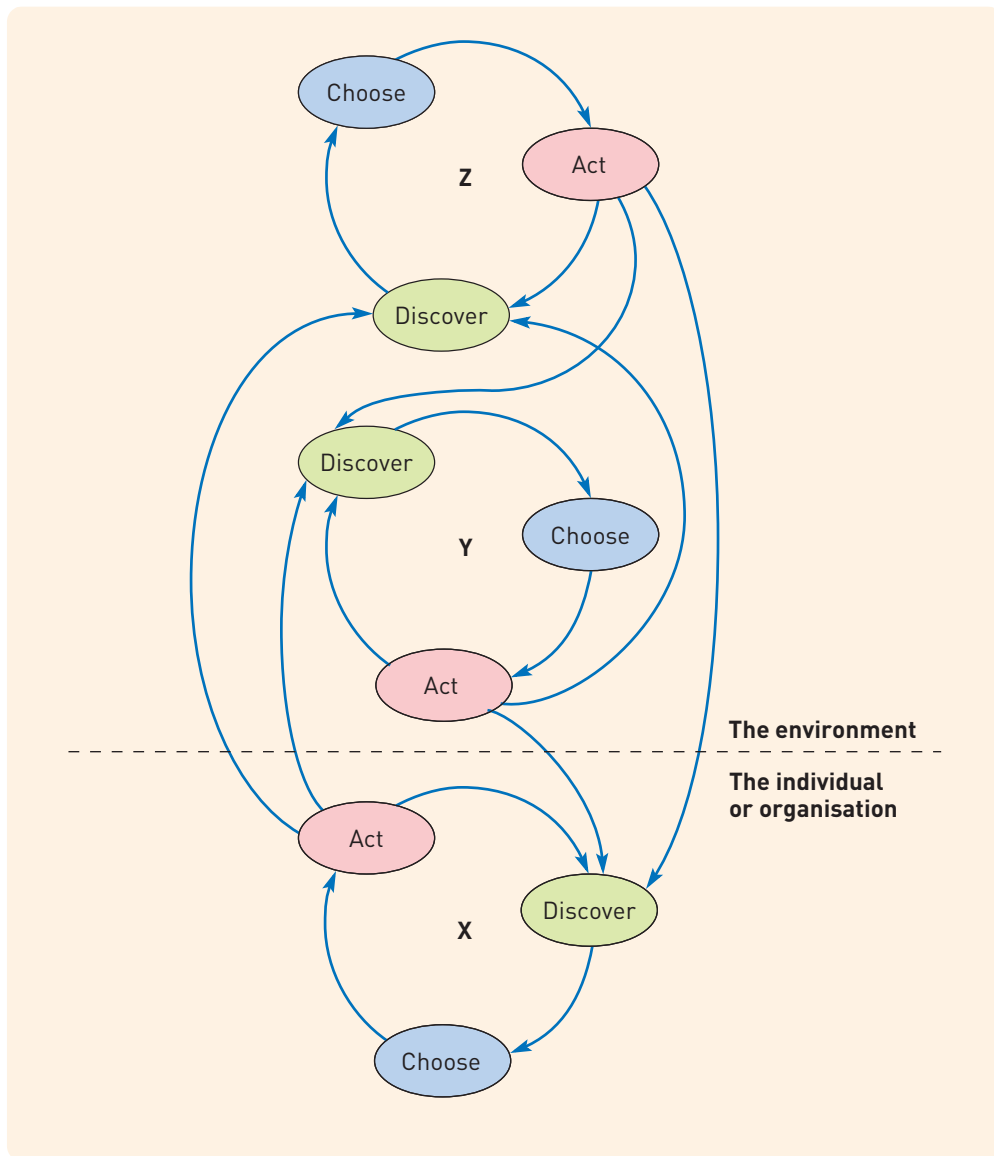 Choose
Act
Z
Discover
Discover
Choose
Y
Act
The environment
The individual
or organisation
Act
Discover
X
Choose